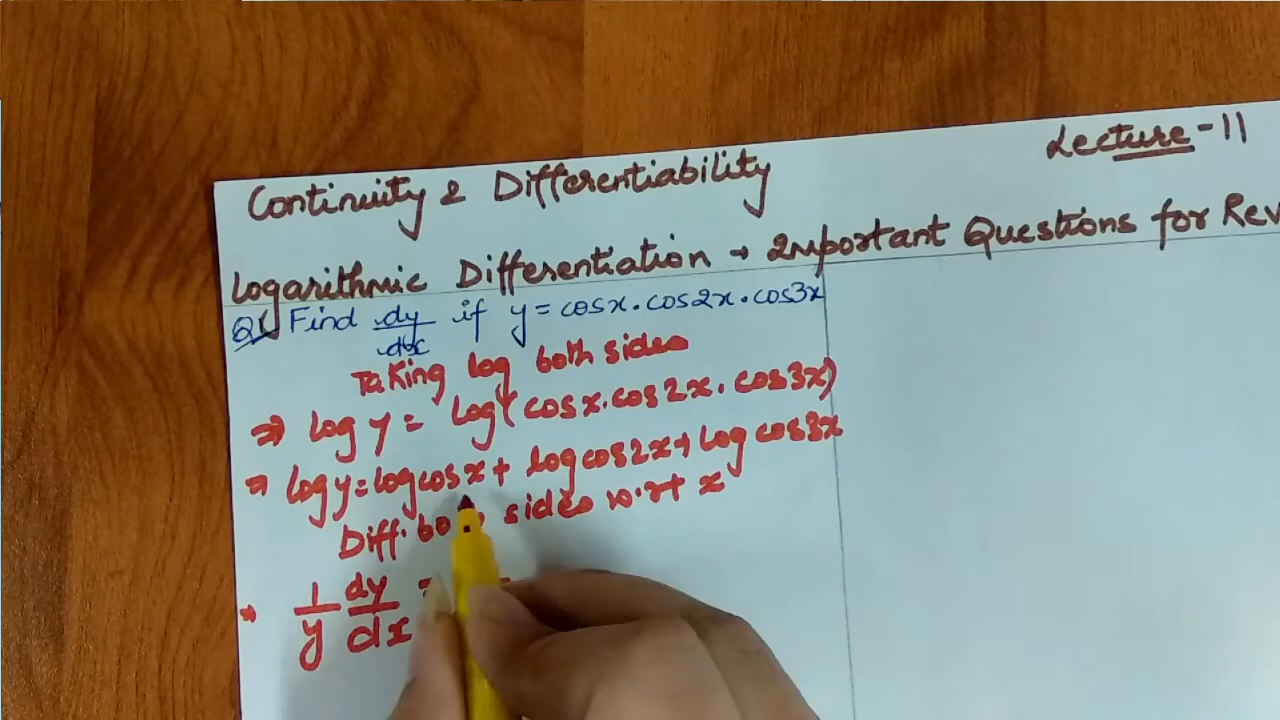 Lecture-11
Continuity & Differentiability
Logarithmic Differentiation → Important Questions for Rev
Q1 Find dy/dx if y = cosx.cos2x.cos3x
Taking log both sides
⇒ log y = log(cosx.cos2x.cos3x)
⇒ log y = log cosx + log cos2x + log cos3x
Diff. both sides w.r.t x
⇒ 1/y dy/dx =